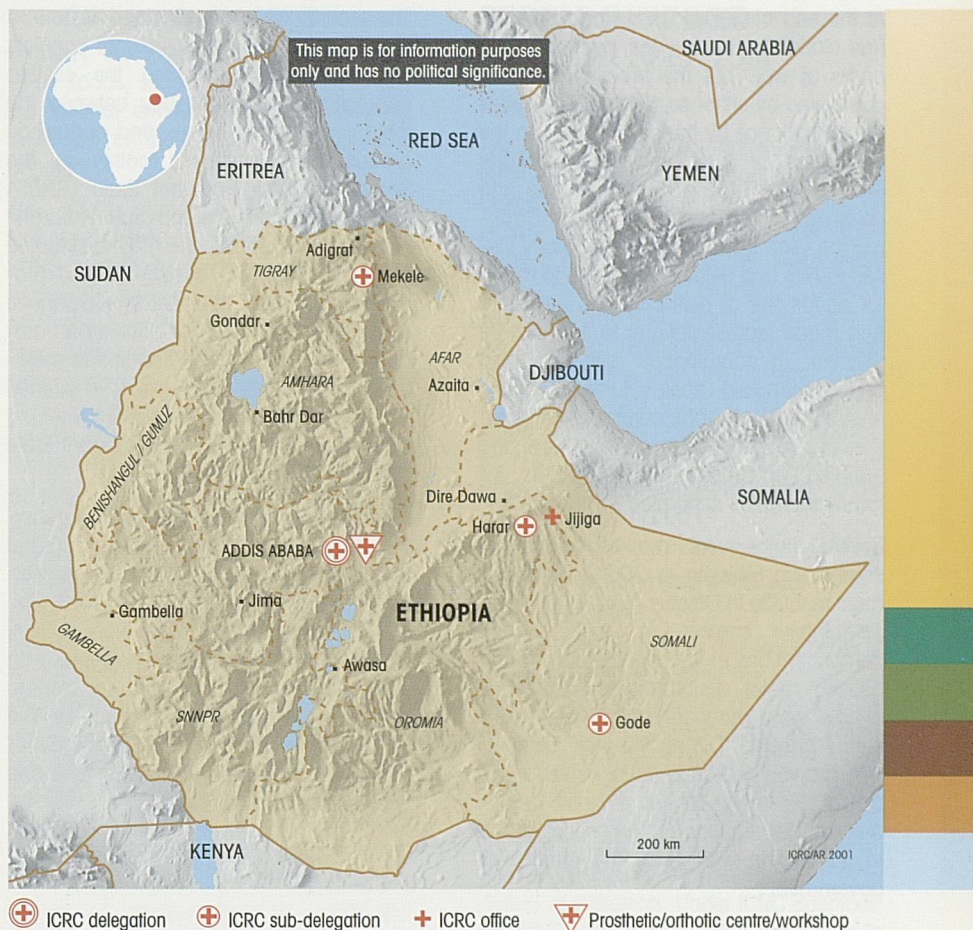 This map is for information purposes
only and has no political significance.
SAUDI ARABIA
RED SEA
ERITREA
YEMEN
Adigrat
SUDAN
TIGRAY
Mekele
Gondar
AFAR
DJIBOUTI
AMHARA
Azaita
Bahr Dar
BENISHANGUL / GUMUZ
Dire Dawa
SOMALIA
Harar
Jijiga
ADDIS ABABA
Jima
Gambella
ETHIOPIA
GAMBELLA
SOMALI
Awasa
SNNPR
OROMIA
Gode
200 km
KENYA
ICRC/AR 2001
ICRC delegation
ICRC sub-delegation
ICRC office
Prosthetic/orthotic centre/workshop